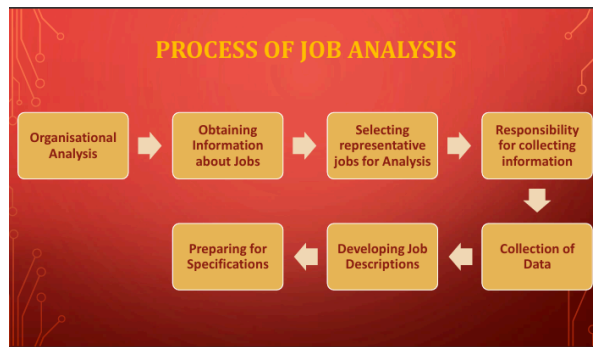 PROCESS OF JOB ANALYSIS
Organisational
Analysis
Obtaining
Information
about Jobs
Selecting
representative
jobs for Analysis
Responsibility
for collecting
information
Collection of
Data
Developing Job
Descriptions
Preparing for
Specifications